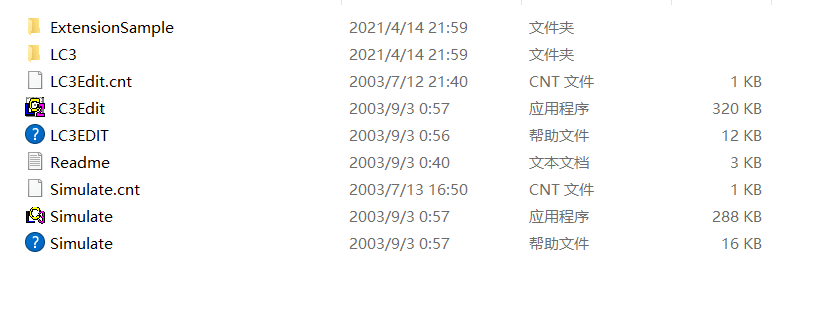 ExtensionSample 2021/4/14 21:59 文件夹
LC3 2021/4/14 21:59 文件夹
LC3Edit.cnt 2003/7/12 21:40 CNT 文件 1 KB
LC3Edit 2003/9/3 0:57 应用程序 320 KB
LC3EDIT 2003/9/3 0:56 帮助文件 12 KB
Readme 2003/9/3 0:40 文本文档 3 KB
Simulate.cnt 2003/7/13 16:50 CNT 文件 1 KB
Simulate 2003/9/3 0:57 应用程序 288 KB
Simulate 2003/9/3 0:57 帮助文件 16 KB